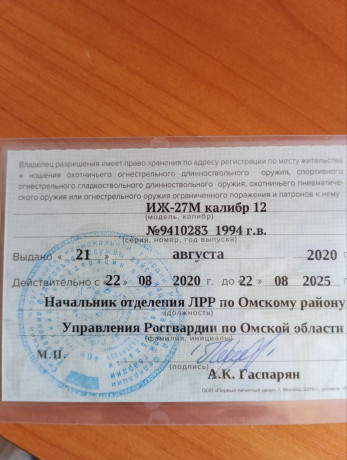 Владелец разрешения имеет право хранения по адресу регистрации по месту жительства
и ношения охотничьего огнестрельного длинноствольного оружия, спортивного
огнестрельного гладкоствольного длинноствольного оружия, охотничьего пневматиче-
ского оружия или огнестрельного оружия ограниченного поражения и патронов к нему
ИЖ-27М калибр 12
(модель, калибр)
№9410283 1994 г.в.
(серия, номер, год выпуска)
Выдано « 21 » августа 2020
Действительно с 22 » 08 2020 до « 22 » 08 2025
Начальник отделения ЛРР по Омскому району
(должность)
Управления Росгвардии по Омской области
(фамилия, инициалы)
М.П.
(подпись)
А.К. Гаспарян